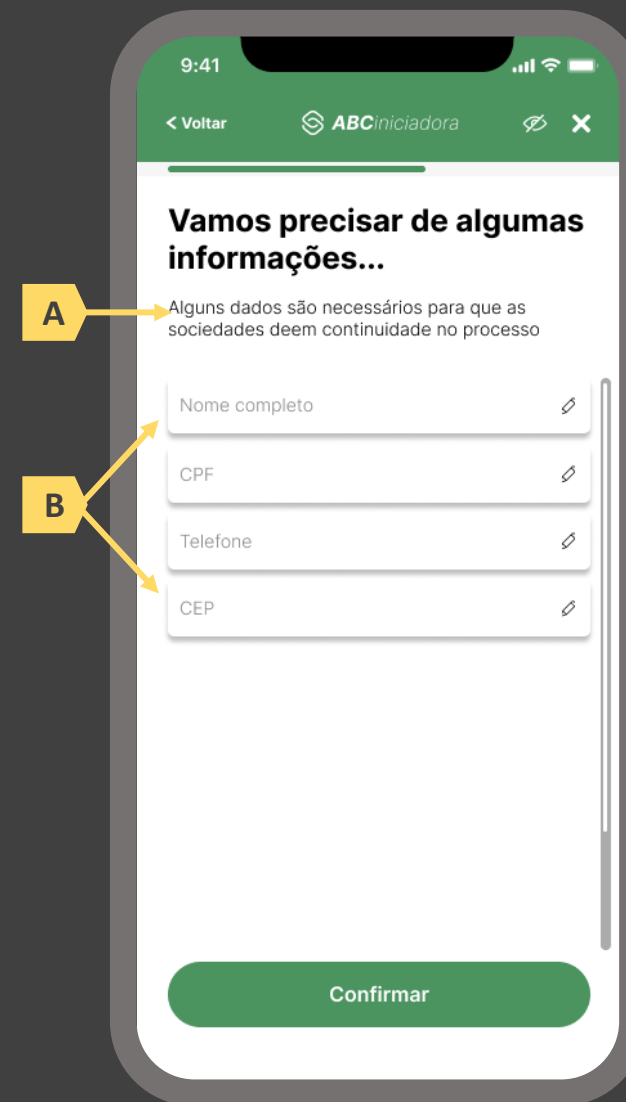 9:41
< Voltar
ABCiniciadora
Vamos precisar de algumas
informações...
A
Alguns dados são necessários para que as
sociedades deem continuidade no processo
Nome completo
CPF
B
Telefone
CEP
Confirmar